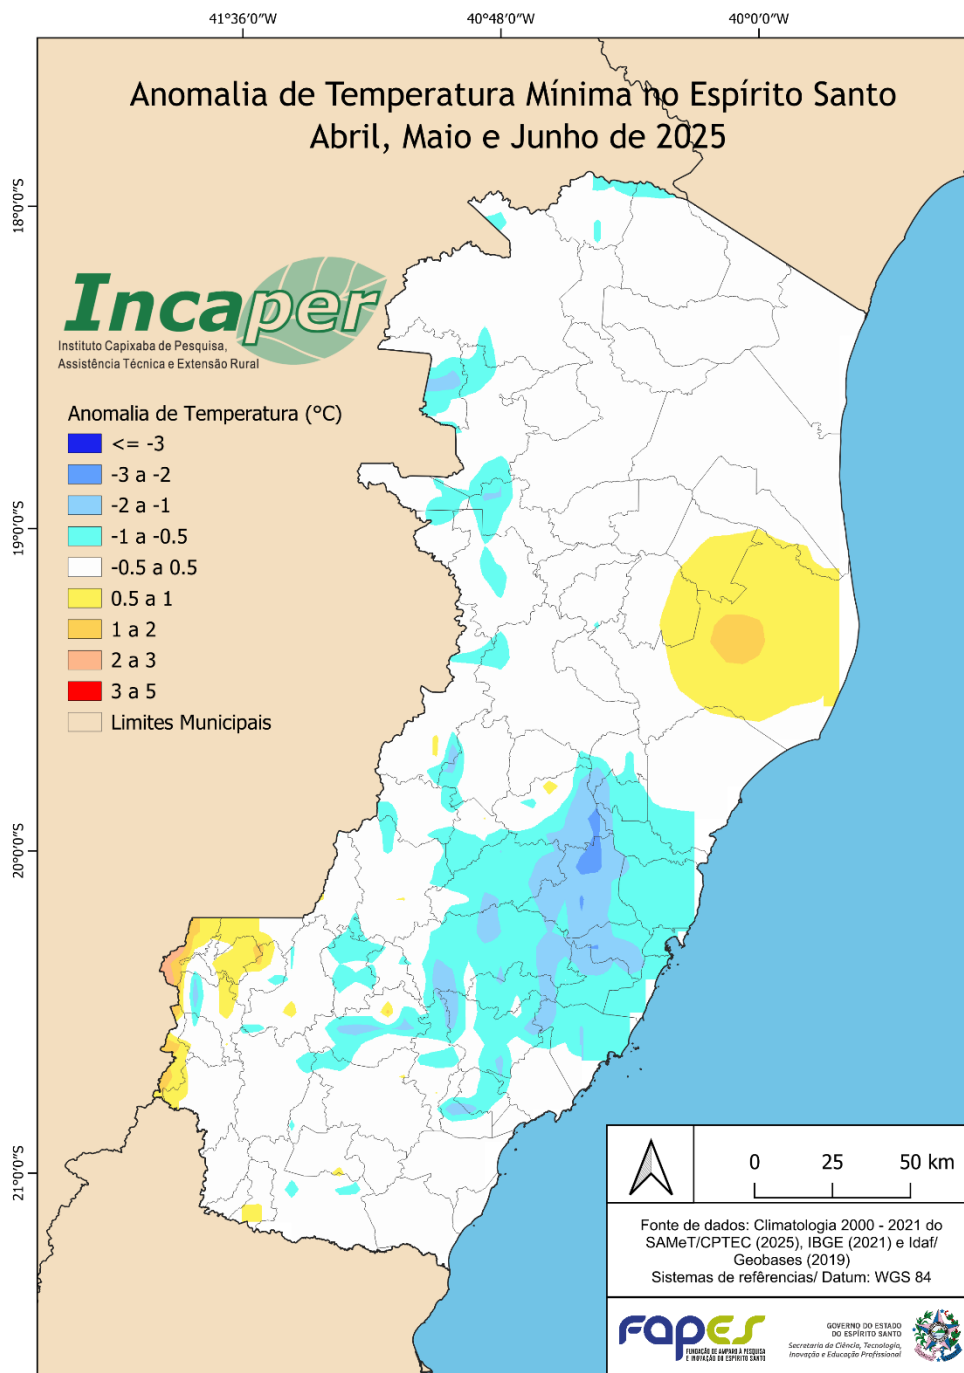 41°36'0"W
40°48'0"W
40°0'0"W
Anomalia de Temperatura Mínima no Espírito Santo
Abril, Maio e Junho de 2025
18°0'0"S
19°0'0"S
20°0'0"S
21°0'0"S
Incaper
Instituto Capixaba de Pesquisa,
Assistência Técnica e Extensão Rural
Anomalia de Temperatura (°C)
<= -3
-3 a -2
-2 a -1
-1 a -0.5
-0.5 a 0.5
0.5 a 1
1 a 2
2 a 3
3 a 5
Limites Municipais
0 25 50 km
Fonte de dados: Climatologia 2000 - 2021 do
SAMeT/CPTEC (2025), IBGE (2021) e Idaf/
Geobases (2019)
Sistemas de refêrencias/ Datum: WGS 84
FAPES
FUNDAÇÃO DE AMPARO À PESQUISA
E INOVAÇÃO DO ESPÍRITO SANTO
GOVERNO DO ESTADO
DO ESPÍRITO SANTO
Secretaria da Ciência, Tecnologia,
Inovação e Educação Profissional